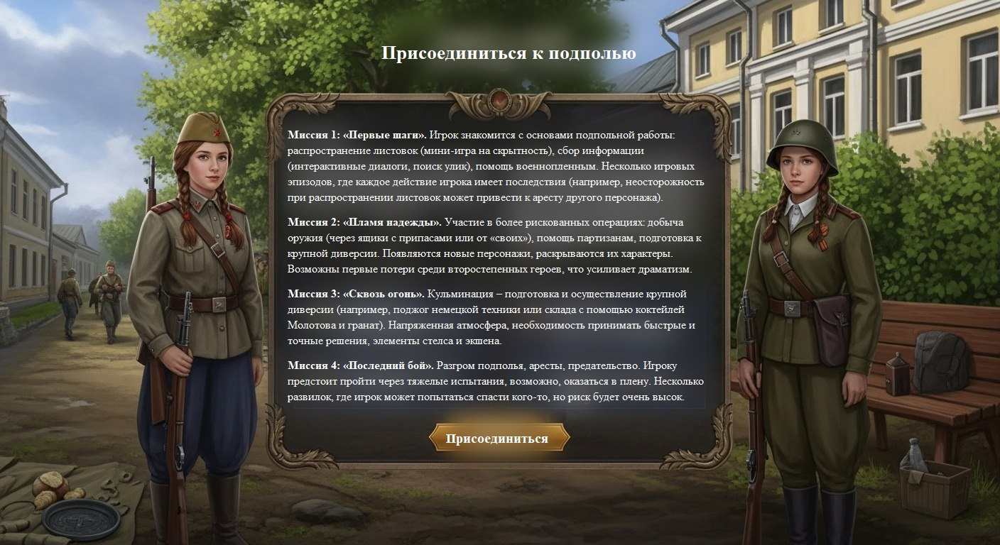 Присоединиться к подполью
Миссия 1: «Первые шаги». Игрок знакомится с основами подпольной работы:
распространение листовок (мини-игра на скрытность), сбор информации
(интерактивные диалоги, поиск улик), помощь военнопленным. Несколько игровых
эпизодов, где каждое действие игрока имеет последствия (например, неосторожность
при распространении листовок может привести к аресту другого персонажа).
Миссия 2: «Пламя надежды». Участие в более рискованных операциях: добыча
оружия (через ящики с припасами или от «своих»), помощь партизанам, подготовка к
крупной диверсии. Появляются новые персонажи, раскрываются их характеры.
Возможны первые потери среди второстепенных героев, что усиливает драматизм.
Миссия 3: «Сквозь огонь». Кульминация – подготовка и осуществление крупной
диверсии (например, поджог немецкой техники или склада с помощью коктейлей
Молотова и гранат). Напряженная атмосфера, необходимость принимать быстрые и
точные решения, элементы стелса и экшена.
Миссия 4: «Последний бой». Разгром подполья, аресты, предательство. Игроку
предстоит пройти через тяжелые испытания, возможно, оказаться в плену. Несколько
развилок, где игрок может попытаться спасти кого-то, но риск будет очень высок.
Присоединиться